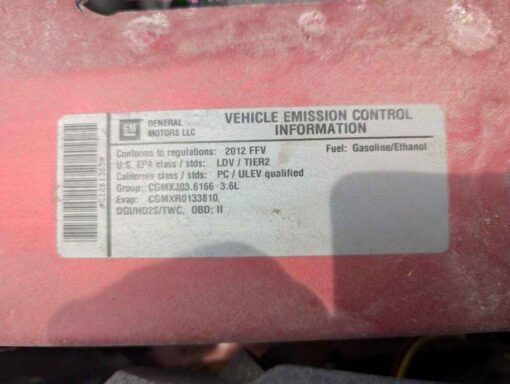 GM
GENERAL
MOTORS LLC
VEHICLE EMISSION CONTROL
INFORMATION
Conforms to regulations: 2012 FFV Fuel: Gasoline/Ethanol
U.S. EPA class / stds: LDV / TIER2
California class / stds: PC / ULEV qualified
Group: CGMXJ03.6166 3.6L
Evap: CGMXR0133810
DGI/HO2S/TWC, OBD: II